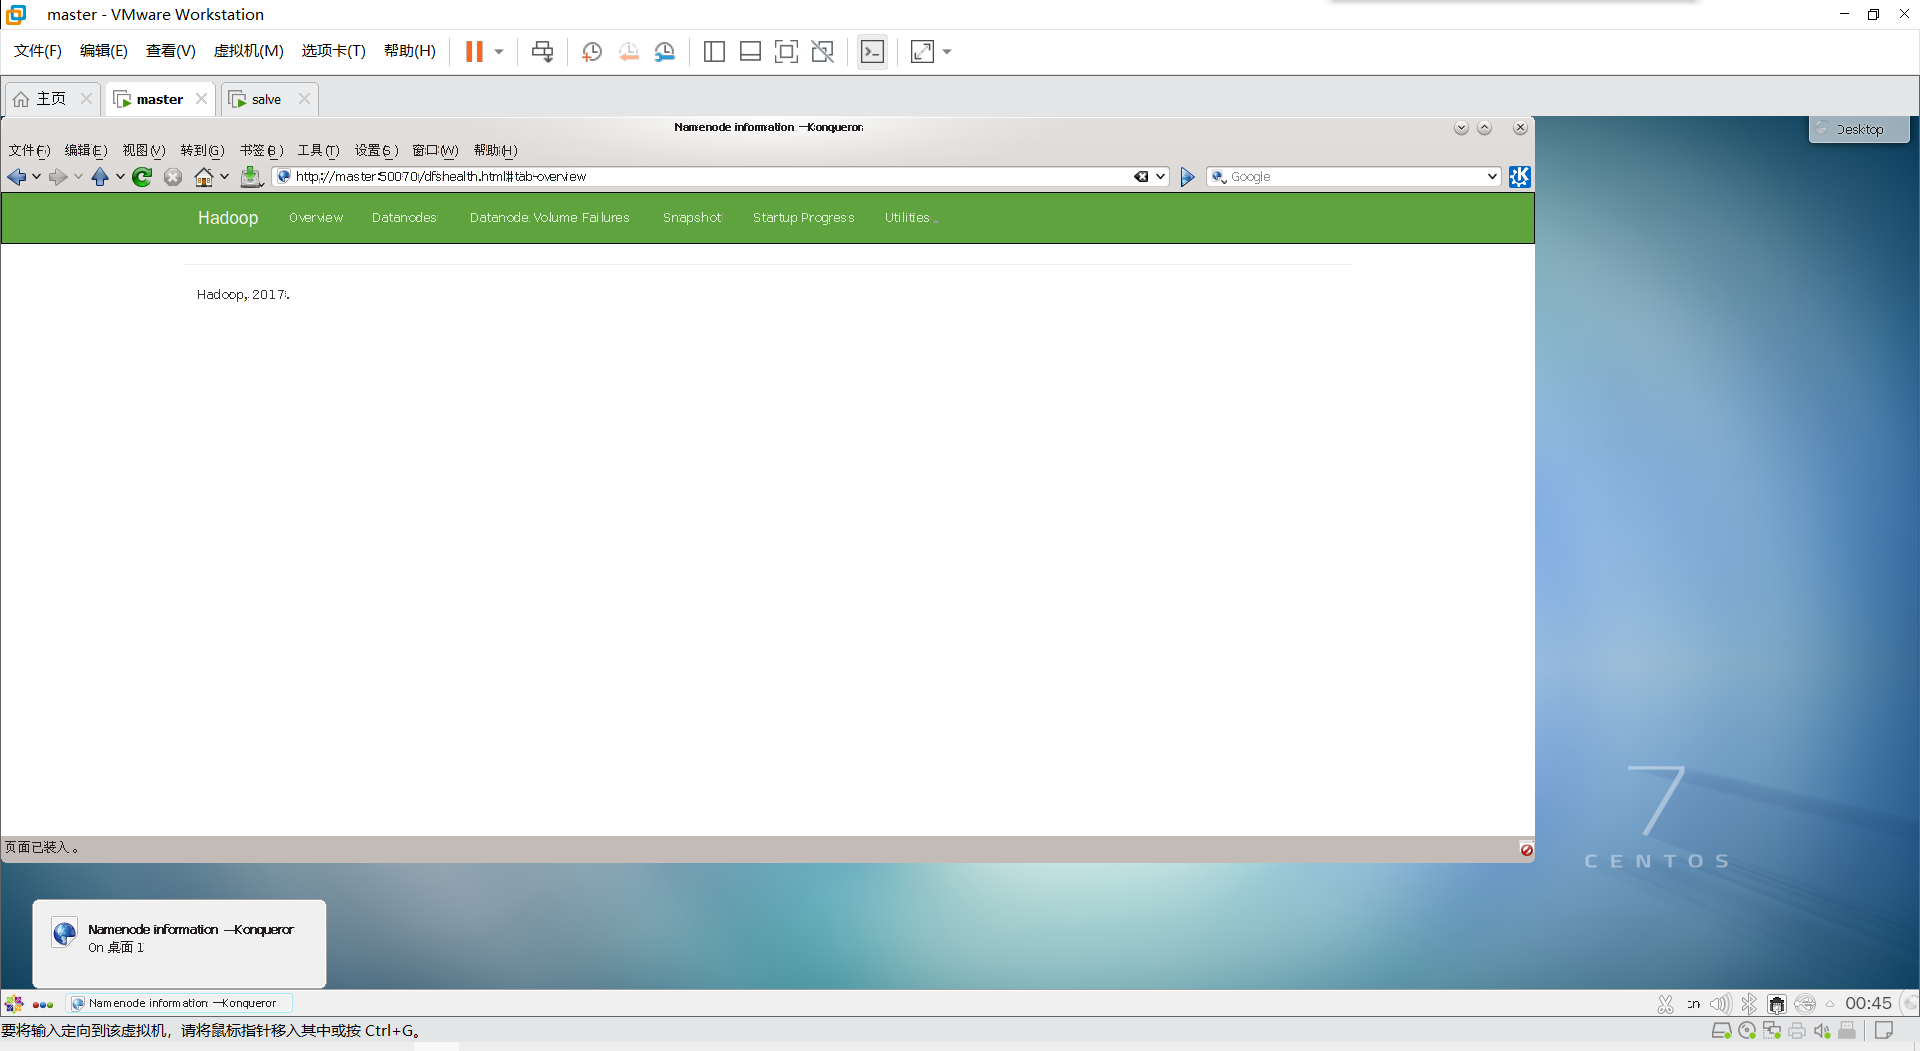 master - VMware Workstation
文件(F) 编辑(E) 查看(V) 虚拟机(M) 选项卡(T) 帮助(H)
主页 master salve
Namenode information – Konqueror
Desktop
文件(F) 编辑(E) 视图(V) 转到(G) 书签(B) 工具(T) 设置(S) 窗口(W) 帮助(H)
http://master:50070/dfshealth.html#tab-overview Google
Hadoop Overview Datanodes Datanode Volume Failures Snapshot Startup Progress Utilities
Hadoop, 2017.
7
CENTOS
页面已装入。
Namenode information – Konqueror
On 桌面 1
Namenode information – Konqueror
cn 00:45
要将输入定向到该虚拟机，请将鼠标指针移入其中或按 Ctrl+G。